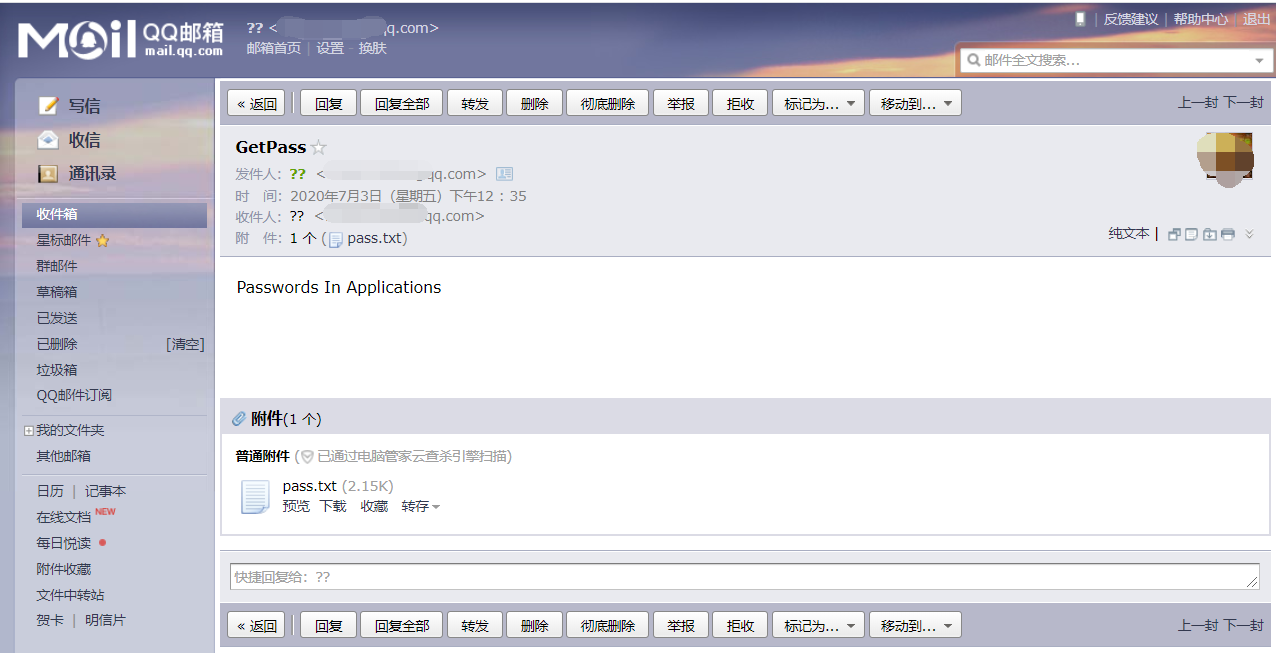 MOil QQ邮箱
mail.qq.com
?? < q.com>
邮箱首页 | 设置 - 换肤
| 反馈建议 | 帮助中心 退出
邮件全文搜索...
写信
收信
通讯录
收件箱
星标邮件
群邮件
草稿箱
已发送
已删除 [清空]
垃圾箱
QQ邮件订阅
我的文件夹
其他邮箱
日历 | 记事本
在线文档 NEW
每日悦读
附件收藏
文件中转站
贺卡 | 明信片
« 返回 回复 回复全部 转发 删除 彻底删除 举报 拒收 标记为... 移动到... 上一封 下一封
GetPass
发件人: ?? < qq.com>
时 间: 2020年7月3日 (星期五) 下午12:35
收件人: ?? < qq.com>
附 件: 1 个 ( pass.txt)
纯文本 |
Passwords In Applications
附件(1 个)
普通附件 ( 已通过电脑管家云查杀引擎扫描)
pass.txt (2.15K)
预览 下载 收藏 转存
快捷回复给: ??
« 返回 回复 回复全部 转发 删除 彻底删除 举报 拒收 标记为... 移动到... 上一封 下一封